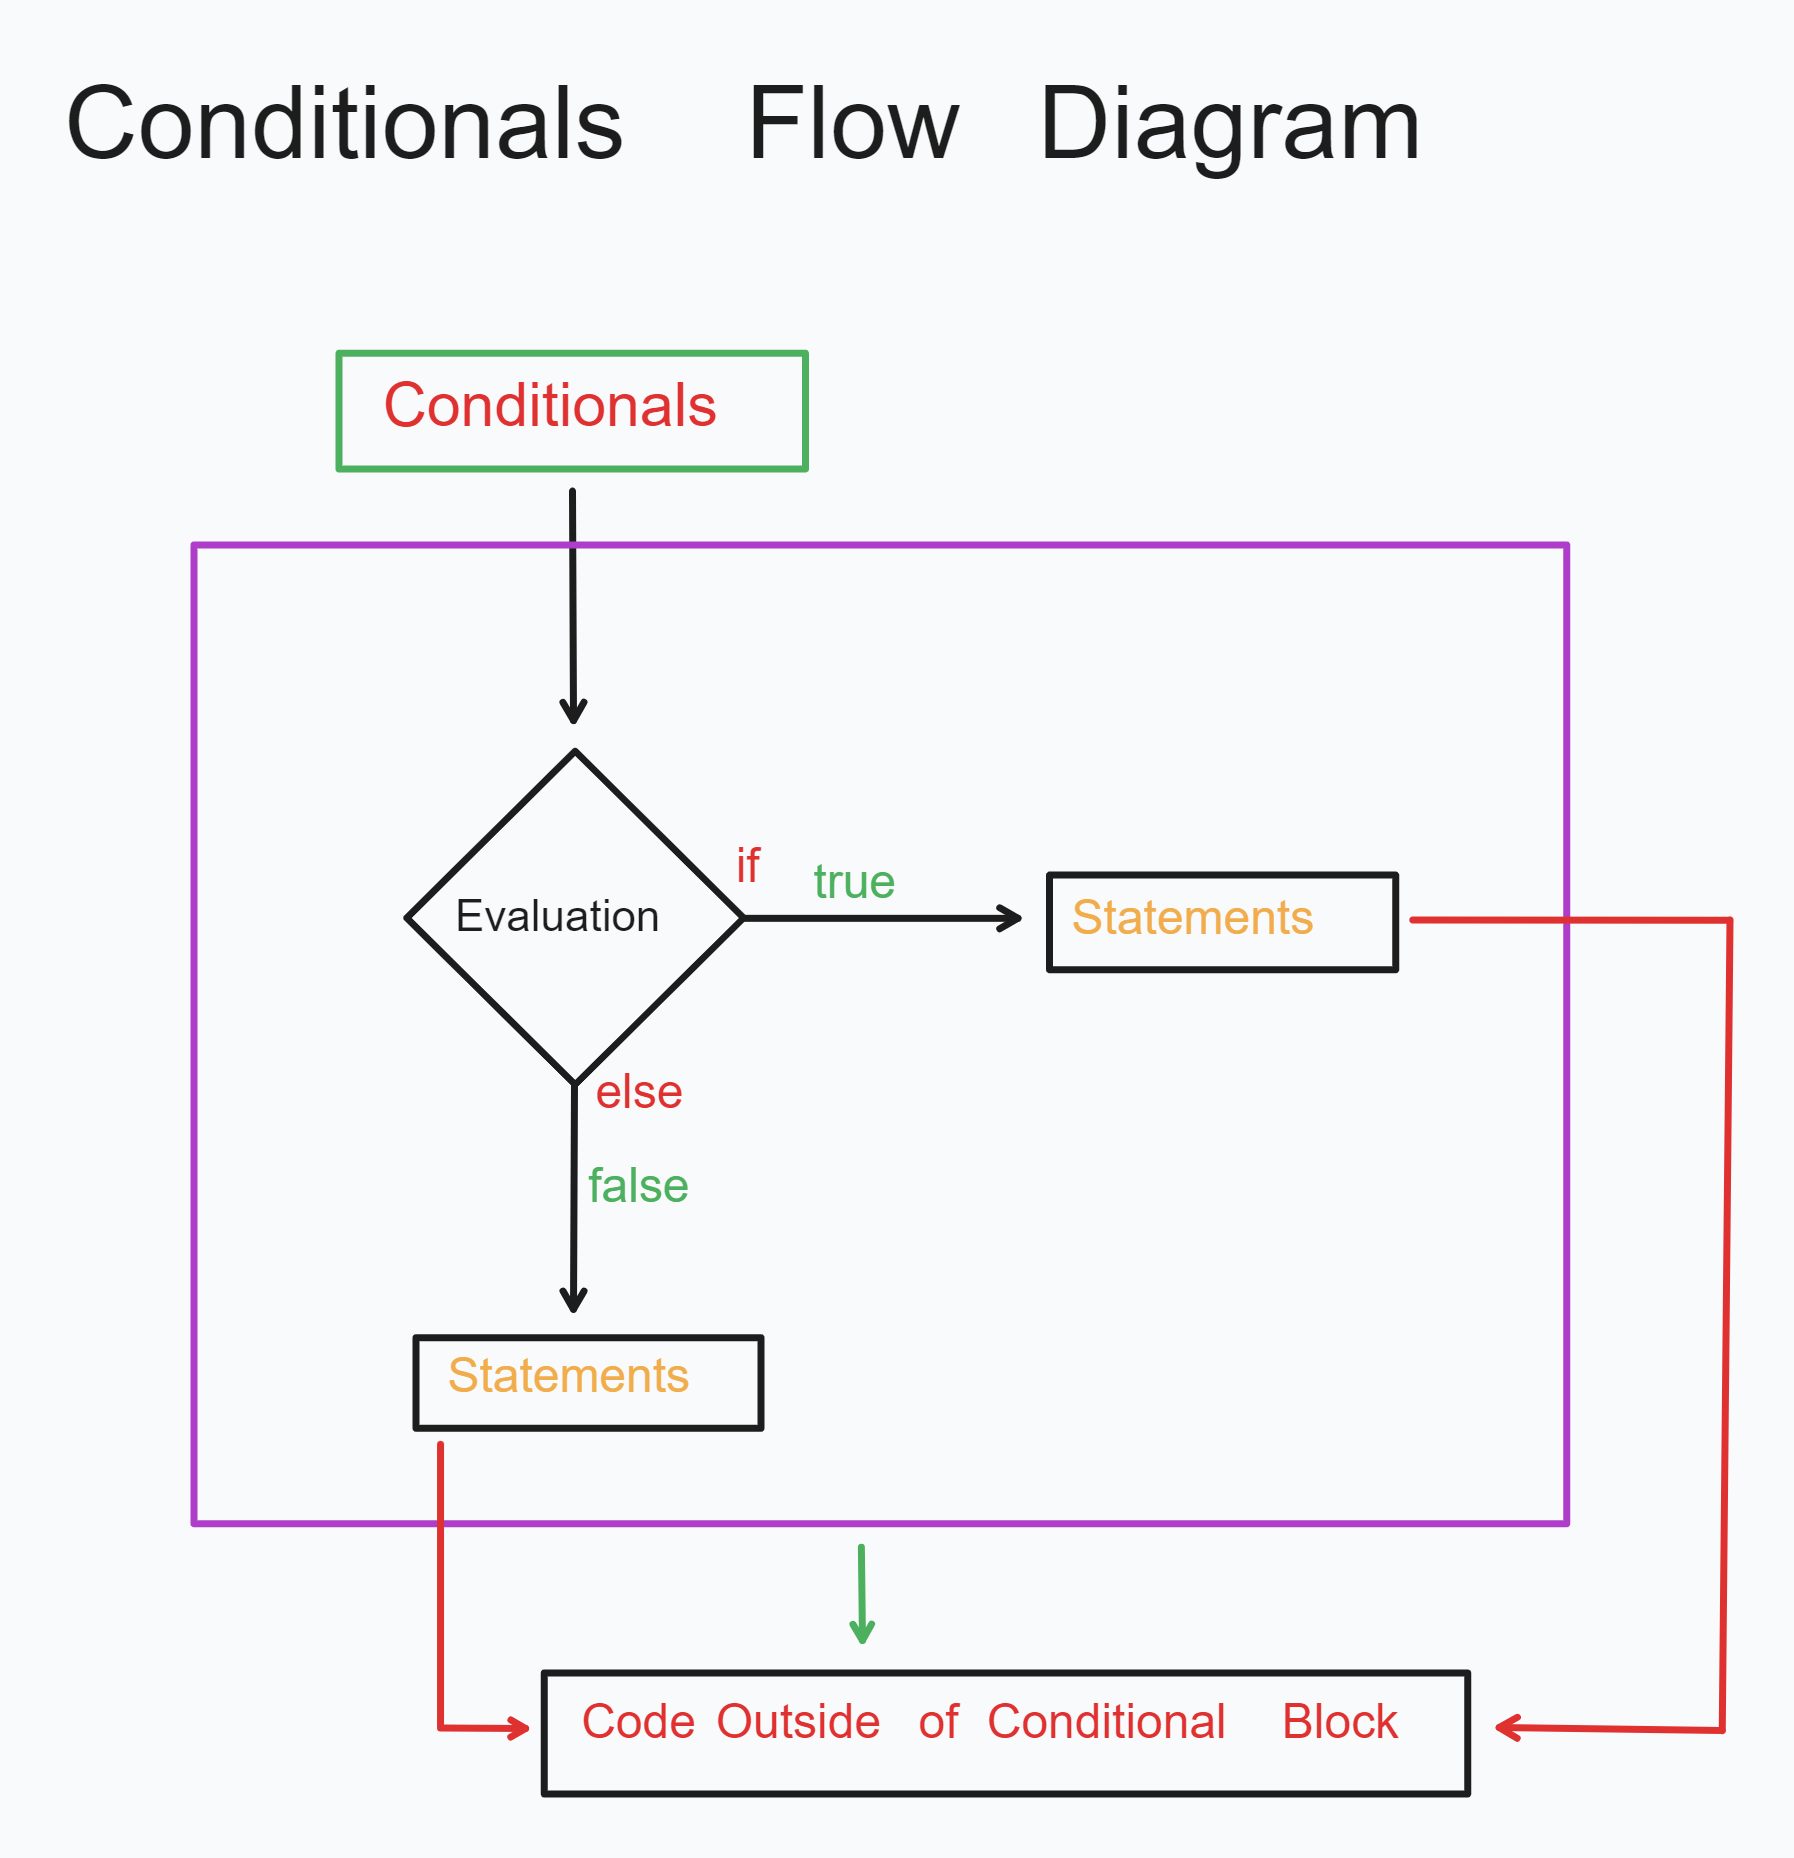 Conditionals Flow Diagram
Conditionals
if
true
Evaluation
Statements
else
false
Statements
Code Outside of Conditional Block